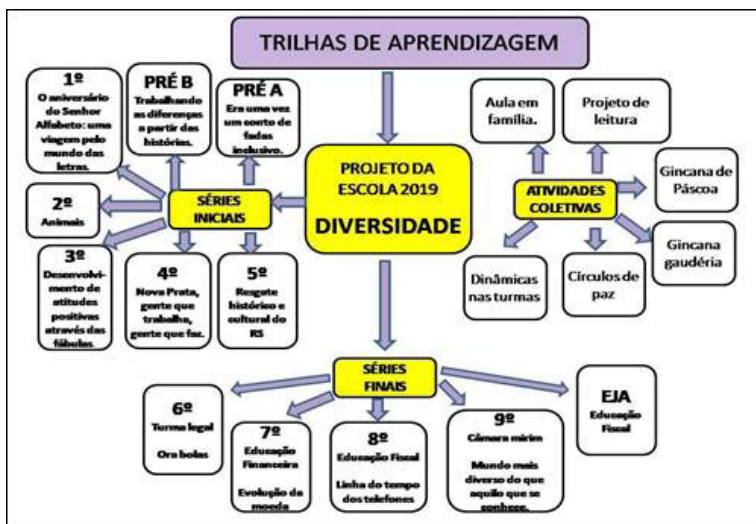 TRILHAS DE APRENDIZAGEM
1º
O aniversário
do Senhor
Alfabeto: uma
viagem pelo
mundo das
letras.
PRÉ B
Trabalhando
as diferenças
a partir das
histórias.
PRÉ A
Era uma vez
um conto de
fadas
inclusivo.
2º
Animais
SÉRIES
INICIAIS
3º
Desenvolvi-
mento de
atitudes
positivas
através das
fábulas
4º
Nova Prata,
gente que
trabalha,
gente que faz.
5º
Resgate
histórico e
cultural do
RS
PROJETO DA
ESCOLA 2019
DIVERSIDADE
Aula em
família.
Projeto de
leitura
ATIVIDADES
COLETIVAS
Gincana de
Páscoa
Gincana
gaudéria
Dinâmicas
nas turmas
Círculos de
paz
SÉRIES
FINAIS
6º
Turma legal
Ora bolas
7º
Educação
Financeira
Evolução da
moeda
8º
Educação Fiscal
Linha do tempo
dos telefones
9º
Câmara mirim
Mundo mais
diverso do que
aquilo que se
conhece.
EJA
Educação
Fiscal